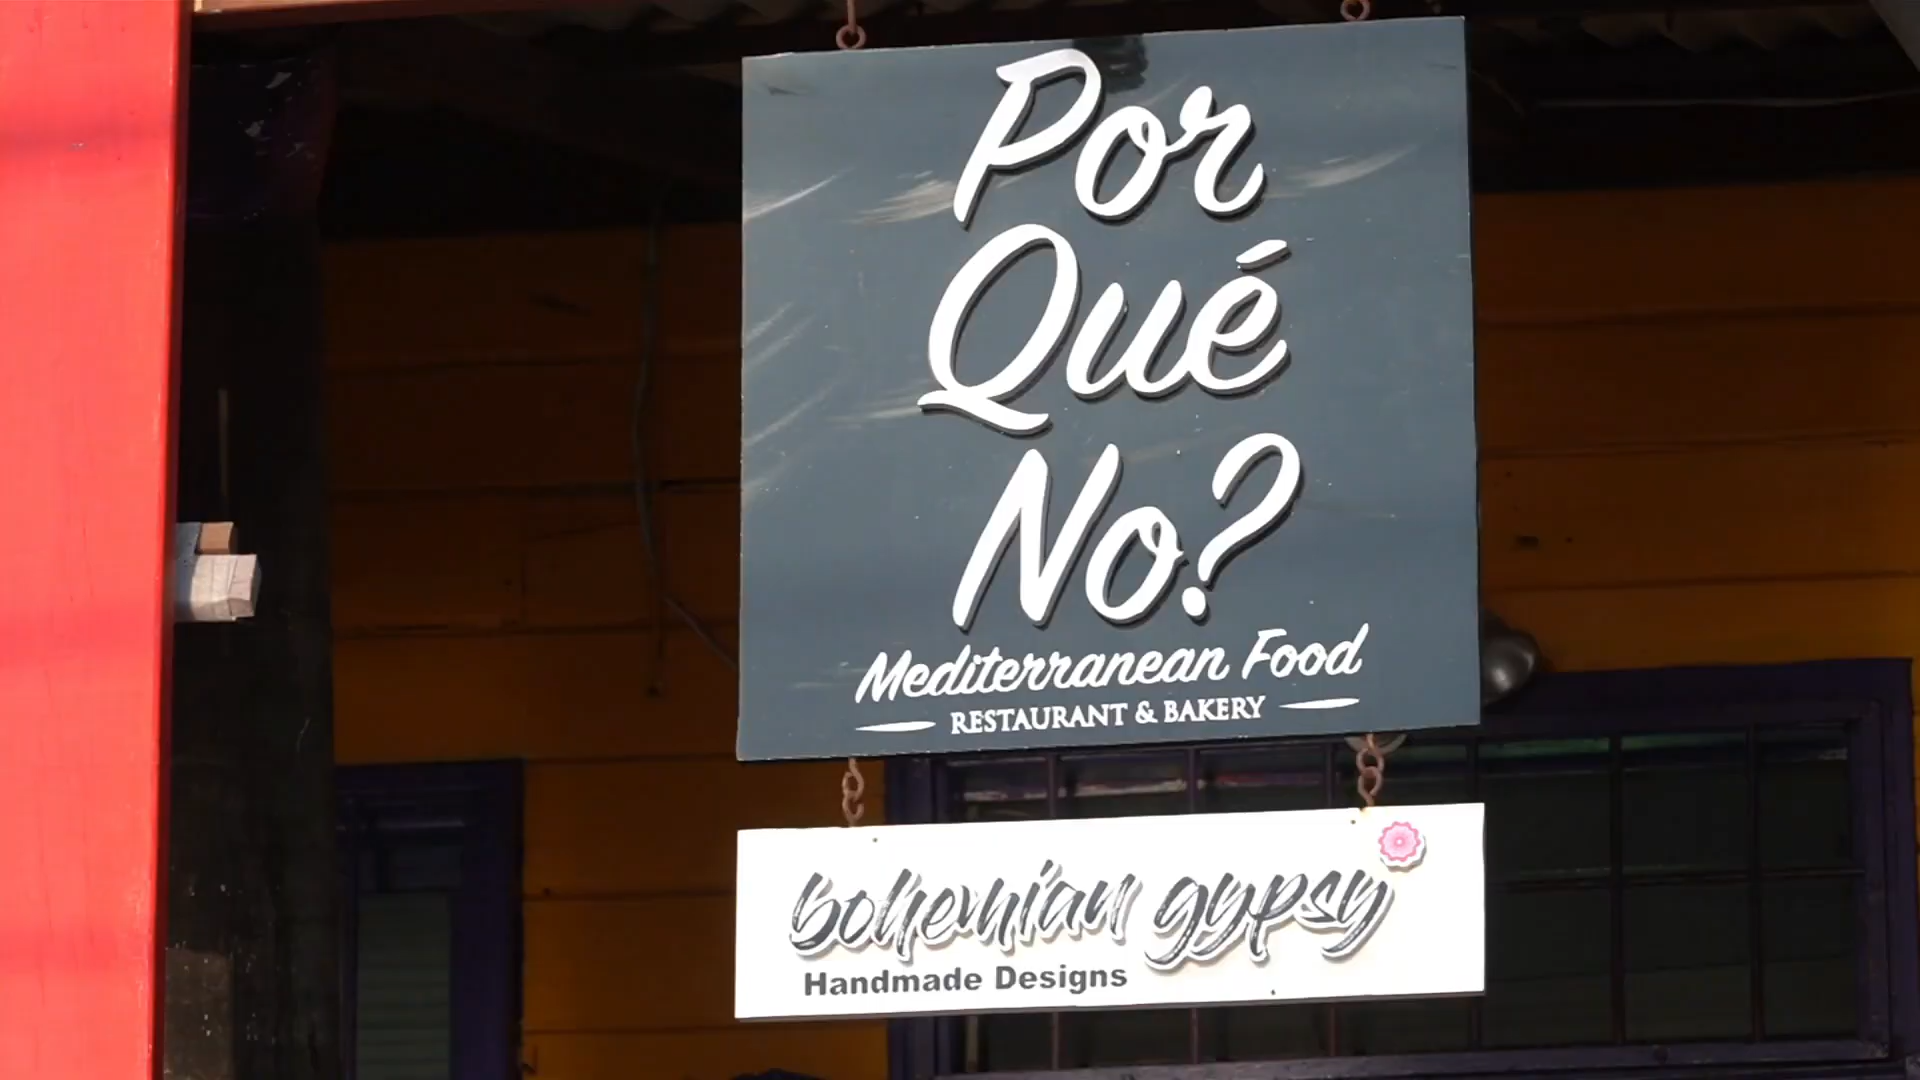 Por
Qué
No?
Mediterranean Food
RESTAURANT & BAKERY
bohemian gypsy
Handmade Designs